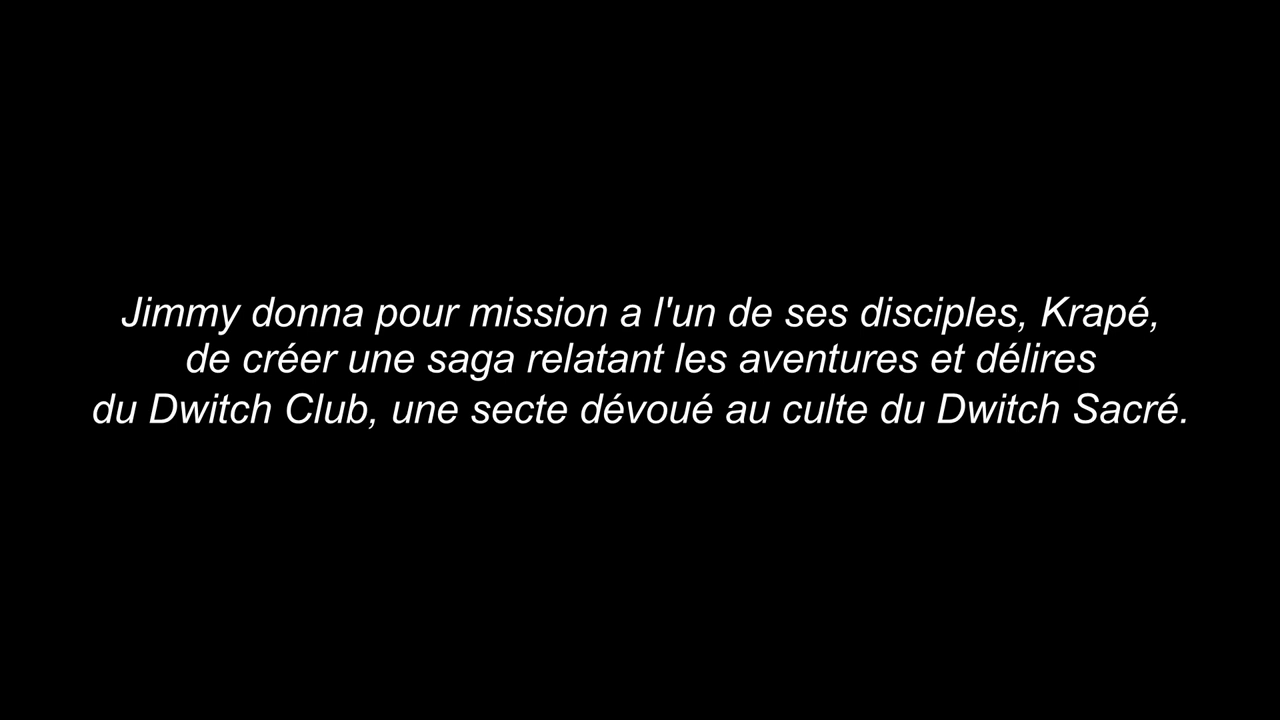 Jimmy donna pour mission a l'un de ses disciples, Krapé,
de créer une saga relatant les aventures et délires
du Dwitch Club, une secte dévoué au culte du Dwitch Sacré.